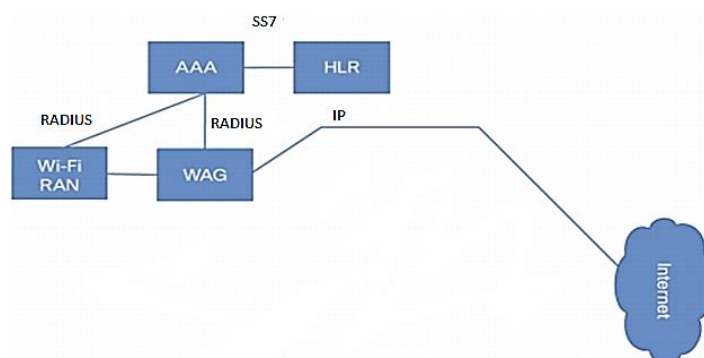 SS7
AAA
HLR
RADIUS
RADIUS
IP
Wi-Fi
RAN
WAG
Internet